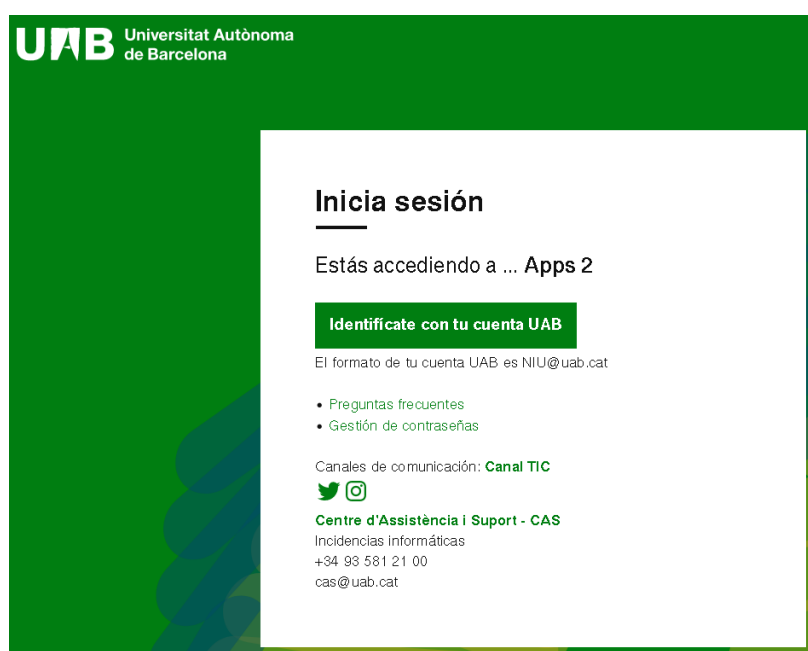 UAB Universitat Autònoma
de Barcelona
Inicia sesión
Estás accediendo a ... Apps 2
Identifícate con tu cuenta UAB
El formato de tu cuenta UAB es NIU@uab.cat
• Preguntas frecuentes
• Gestión de contraseñas
Canales de comunicación: Canal TIC
Centre d'Assistència i Suport - CAS
Incidencias informáticas
+34 93 581 21 00
cas@uab.cat